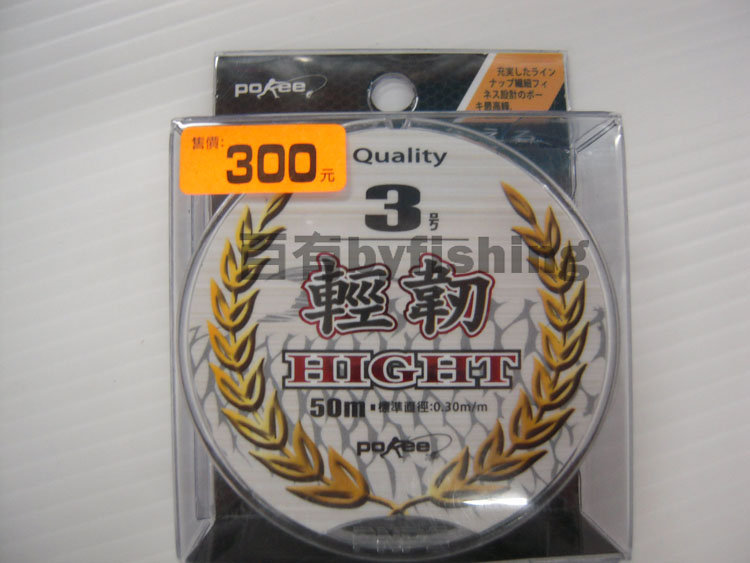 pokee
充実したライン
ナップ繊細フィ
ネス設計のポー
キ最高峰。
售價:
300元
Quality
3号
百有byfishing
輕韌
HIGHT
50m■標準直徑:0.30m/m
pokee